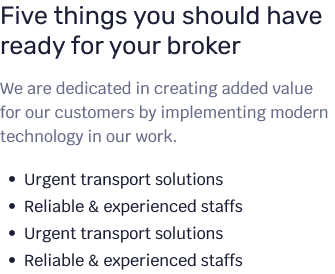 Five things you should have
ready for your broker
We are dedicated in creating added value
for our customers by implementing modern
technology in our work.
• Urgent transport solutions
• Reliable & experienced staffs
• Urgent transport solutions
• Reliable & experienced staffs